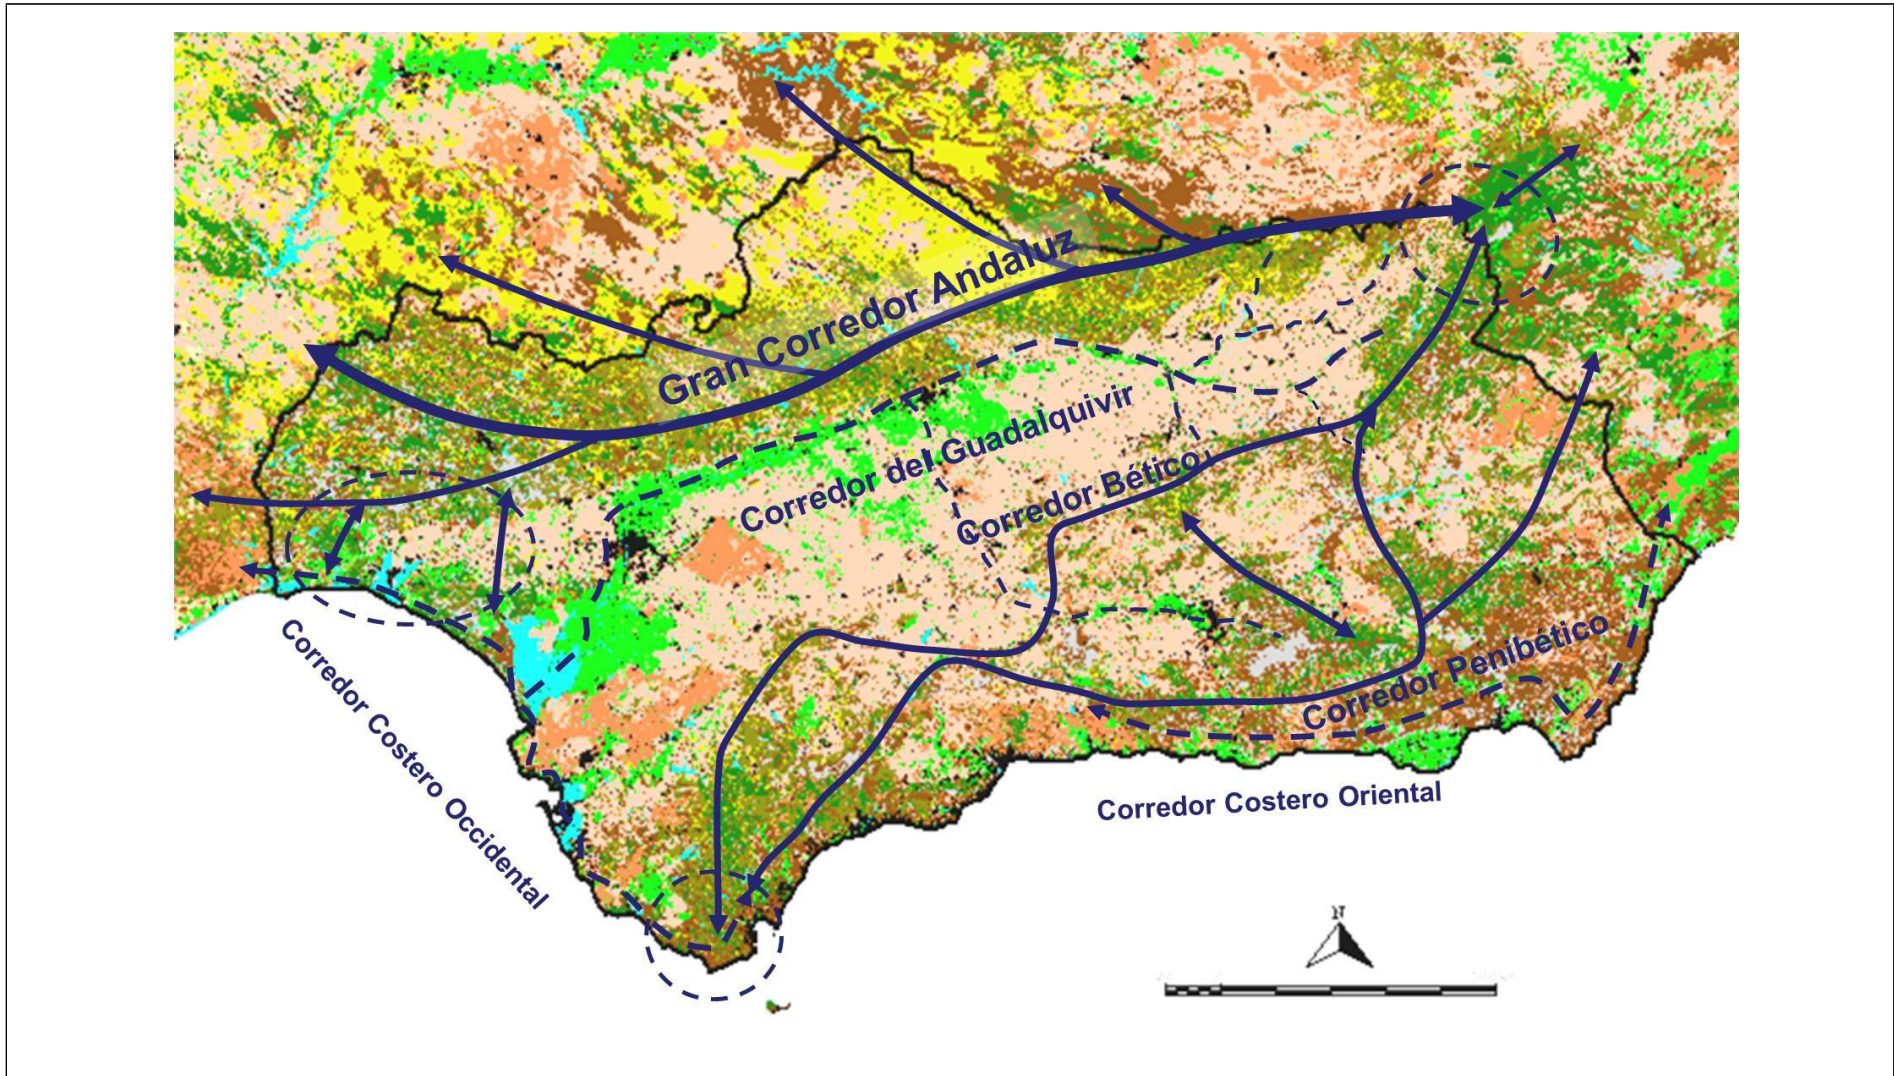 Gran Corredor Andaluz
Corredor del Guadalquivir
Corredor Bético
Corredor Penibético
Corredor Costero Occidental
Corredor Costero Oriental
N